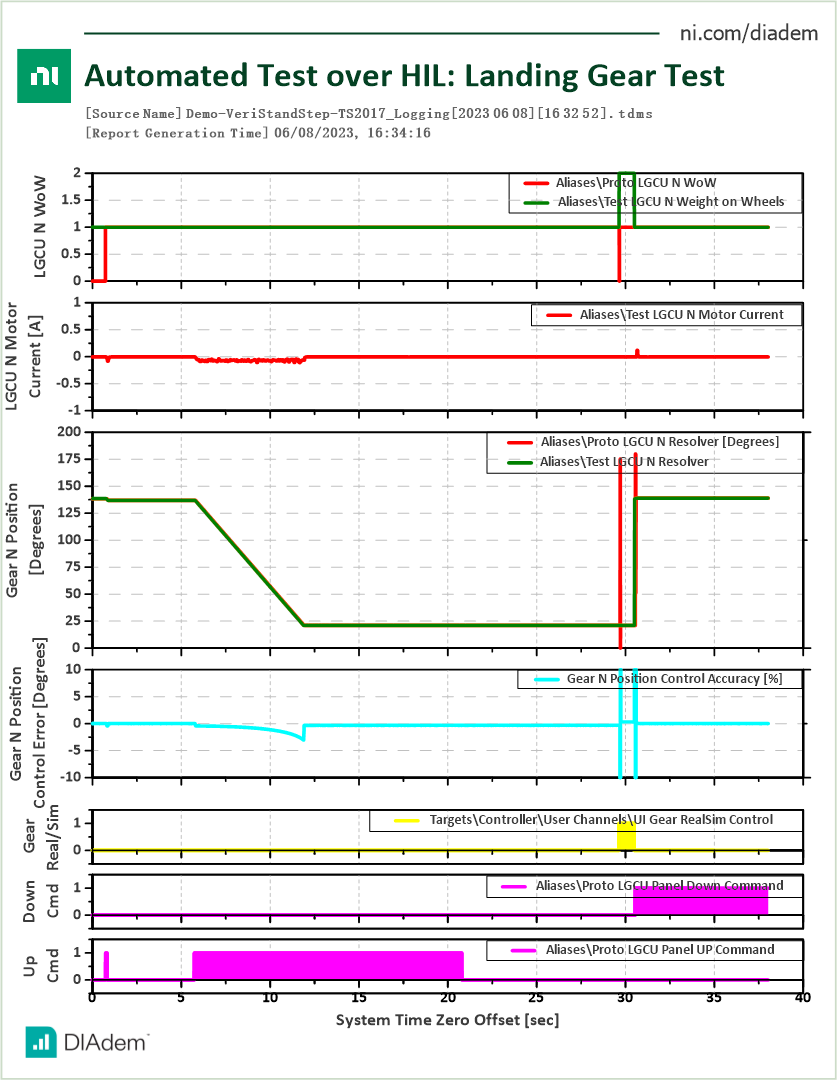 ni.com/diadem
ni
Automated Test over HIL: Landing Gear Test
[Source Name] Demo-VeriStandStep-TS2017_Logging[2023 06 08][16 32 52].tdms
[Report Generation Time] 06/08/2023, 16:34:16
LGCU N WoW
2
1.5
1
0.5
0
Aliases\Proto LGCU N WoW
Aliases\Test LGCU N Weight on Wheels
LGCU N Motor
Current [A]
1
0.5
0
-0.5
-1
Aliases\Test LGCU N Motor Current
Gear N Position
[Degrees]
200
175
150
125
100
75
50
25
0
Aliases\Proto LGCU N Resolver [Degrees]
Aliases\Test LGCU N Resolver
Gear N Position
Control Error [Degrees]
10
5
0
-5
-10
Gear N Position Control Accuracy [%]
Gear
Real/Sim
1
0
Targets\Controller\User Channels\UI Gear RealSim Control
Down
Cmd
1
0
Aliases\Proto LGCU Panel Down Command
Up
Cmd
1
0
Aliases\Proto LGCU Panel UP Command
0 5 10 15 20 25 30 35 40
System Time Zero Offset [sec]
DIAdem™